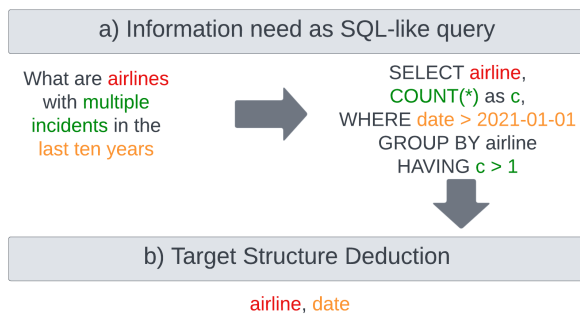 a) Information need as SQL-like query
What are airlines
with multiple
incidents in the
last ten years
SELECT airline,
COUNT(*) as c,
WHERE date > 2021-01-01
GROUP BY airline
HAVING c > 1
b) Target Structure Deduction
airline, date